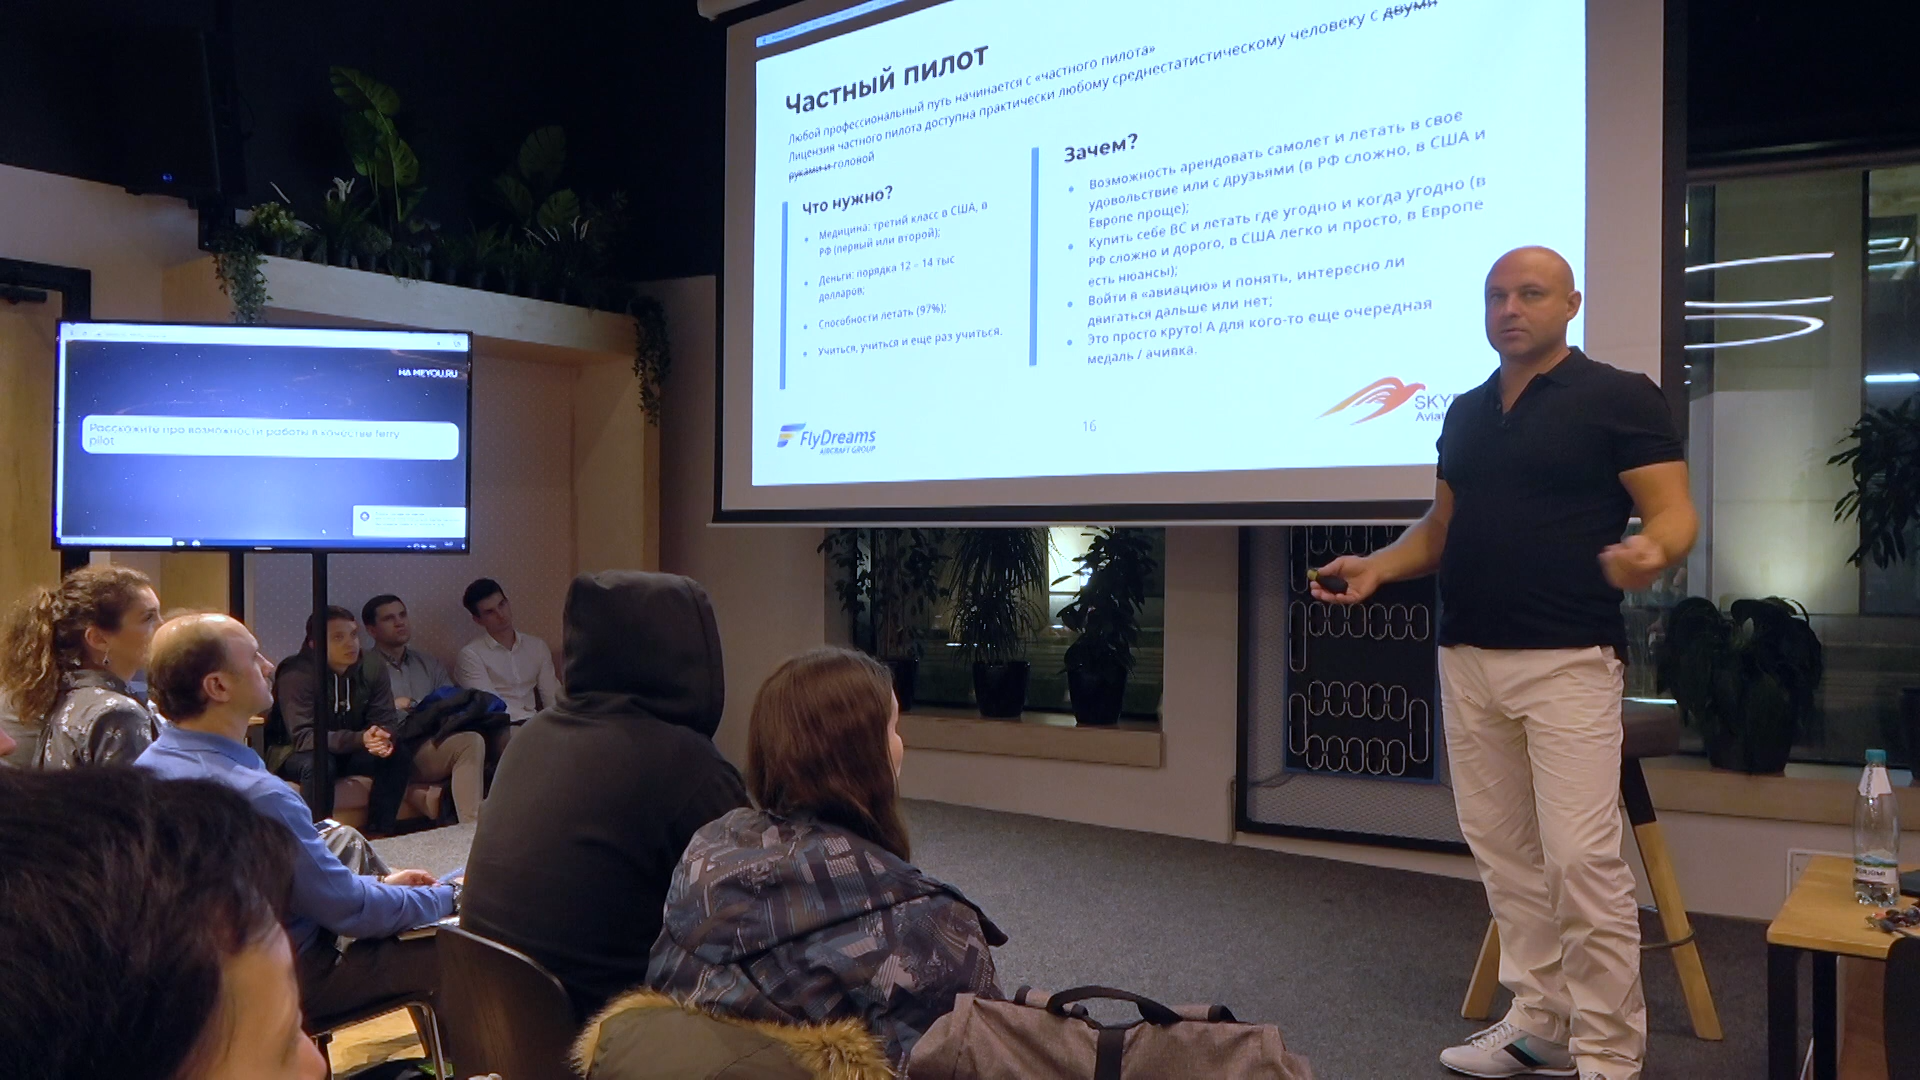 Частный пилот
Любой профессиональный путь начинается с «частного пилота»
Лицензия частного пилота доступна практически любому среднестатистическому человеку с двумя
руками и головой
Что нужно?
Медицина: третий класс в США, в
РФ (первый или второй);
Деньги: порядка 12 – 14 тыс
долларов;
Способности летать (97%);
Учиться, учиться и еще раз учиться.
Зачем?
Возможность арендовать самолет и летать в свое
удовольствие или с друзьями (в РФ сложно, в США и
Европе проще);
Купить себе ВС и летать где угодно и когда угодно (в
РФ сложно и дорого, в США легко и просто, в Европе
есть нюансы);
Войти в «авиацию» и понять, интересно ли
двигаться дальше или нет;
Это просто круто! А для кого-то еще очередная
медаль / ачивка.
FlyDreams
AIRCRAFT GROUP
16
SKY
Aviat
НА MEYOU.RU
Расскажите про возможности работы в качестве ferry
pilot
BORJOMI